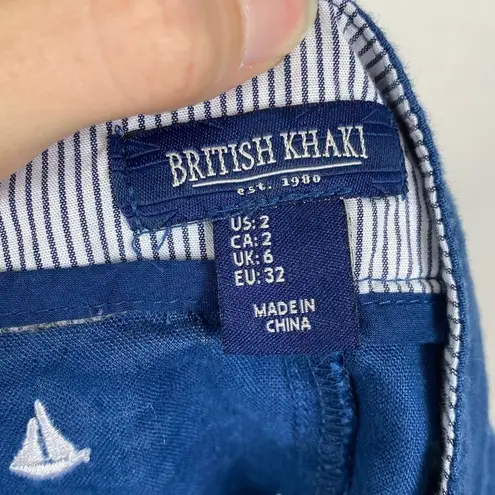 BRITISH KHAKI
est. 1980
US: 2
CA: 2
UK: 6
EU: 32
MADE IN
CHINA